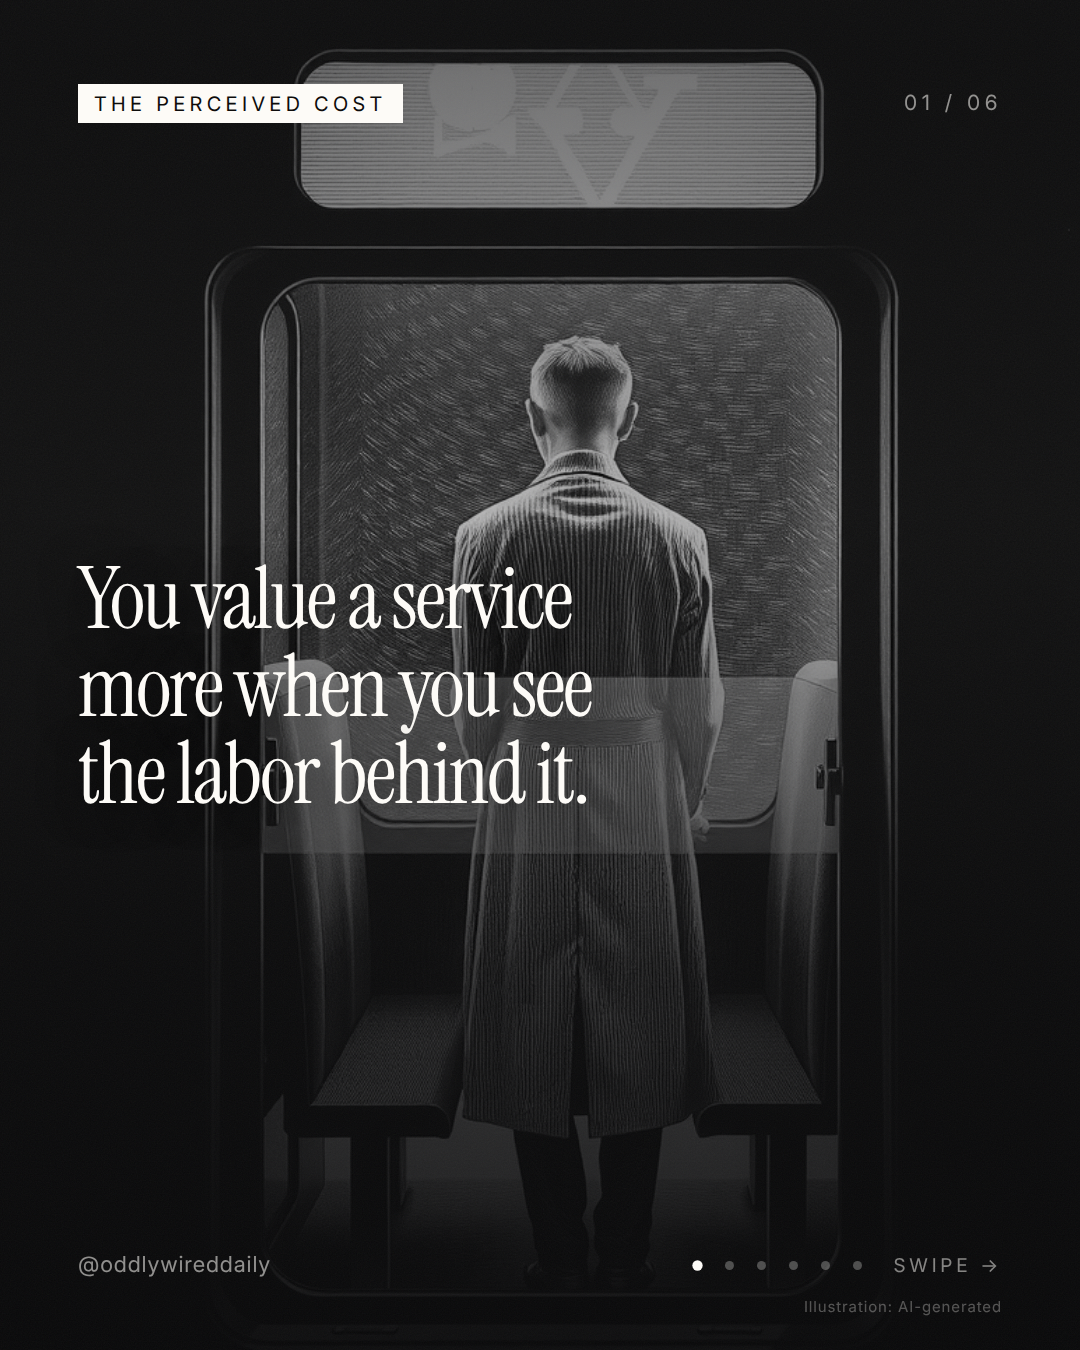 THE PERCEIVED COST
01 / 06
You value a service
more when you see
the labor behind it.
@oddlywireddaily
SWIPE →
Illustration: AI-generated